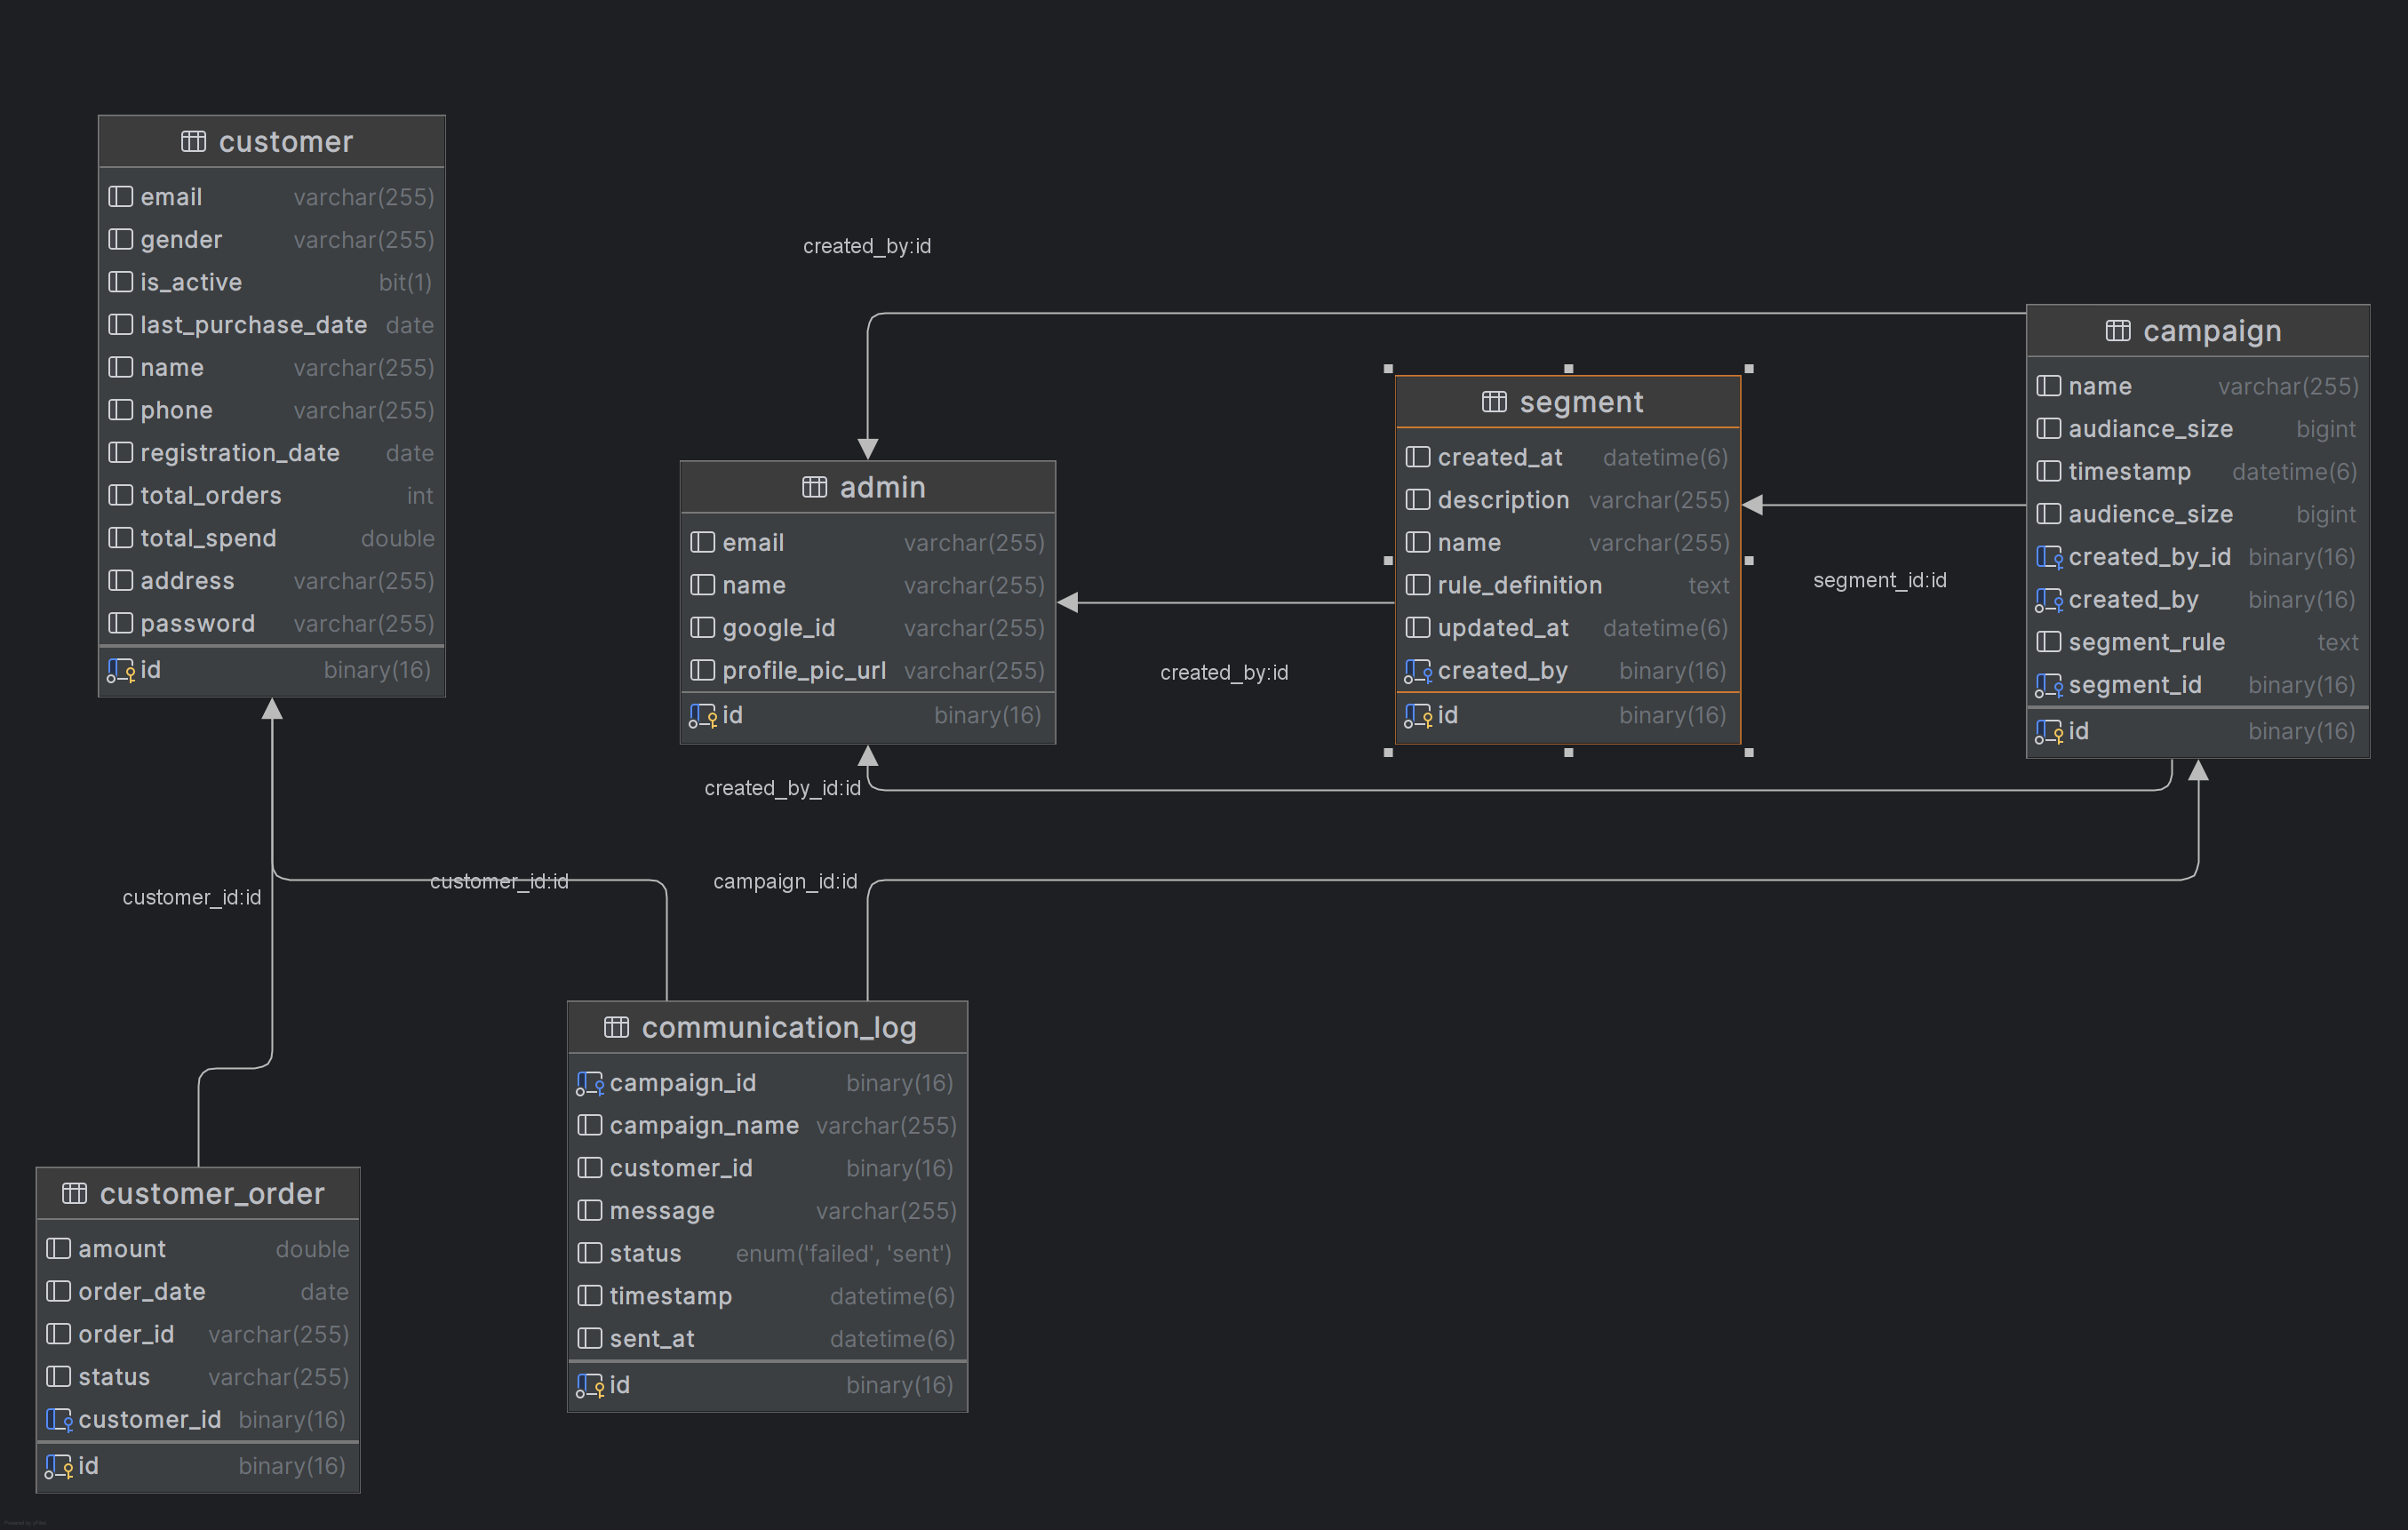 customer
email varchar(255)
gender varchar(255)
is_active bit(1)
last_purchase_date date
name varchar(255)
phone varchar(255)
registration_date date
total_orders int
total_spend double
address varchar(255)
password varchar(255)
id binary(16)
created_by:id
admin
email varchar(255)
name varchar(255)
google_id varchar(255)
profile_pic_url varchar(255)
id binary(16)
created_by:id
segment
created_at datetime(6)
description varchar(255)
name varchar(255)
rule_definition text
updated_at datetime(6)
created_by binary(16)
id binary(16)
segment_id:id
campaign
name varchar(255)
audiance_size bigint
timestamp datetime(6)
audience_size bigint
created_by_id binary(16)
created_by binary(16)
segment_rule text
segment_id binary(16)
id binary(16)
created_by_id:id
customer_id:id
customer_id:id
campaign_id:id
communication_log
campaign_id binary(16)
campaign_name varchar(255)
customer_id binary(16)
message varchar(255)
status enum('failed', 'sent')
timestamp datetime(6)
sent_at datetime(6)
id binary(16)
customer_order
amount double
order_date date
order_id varchar(255)
status varchar(255)
customer_id binary(16)
id binary(16)